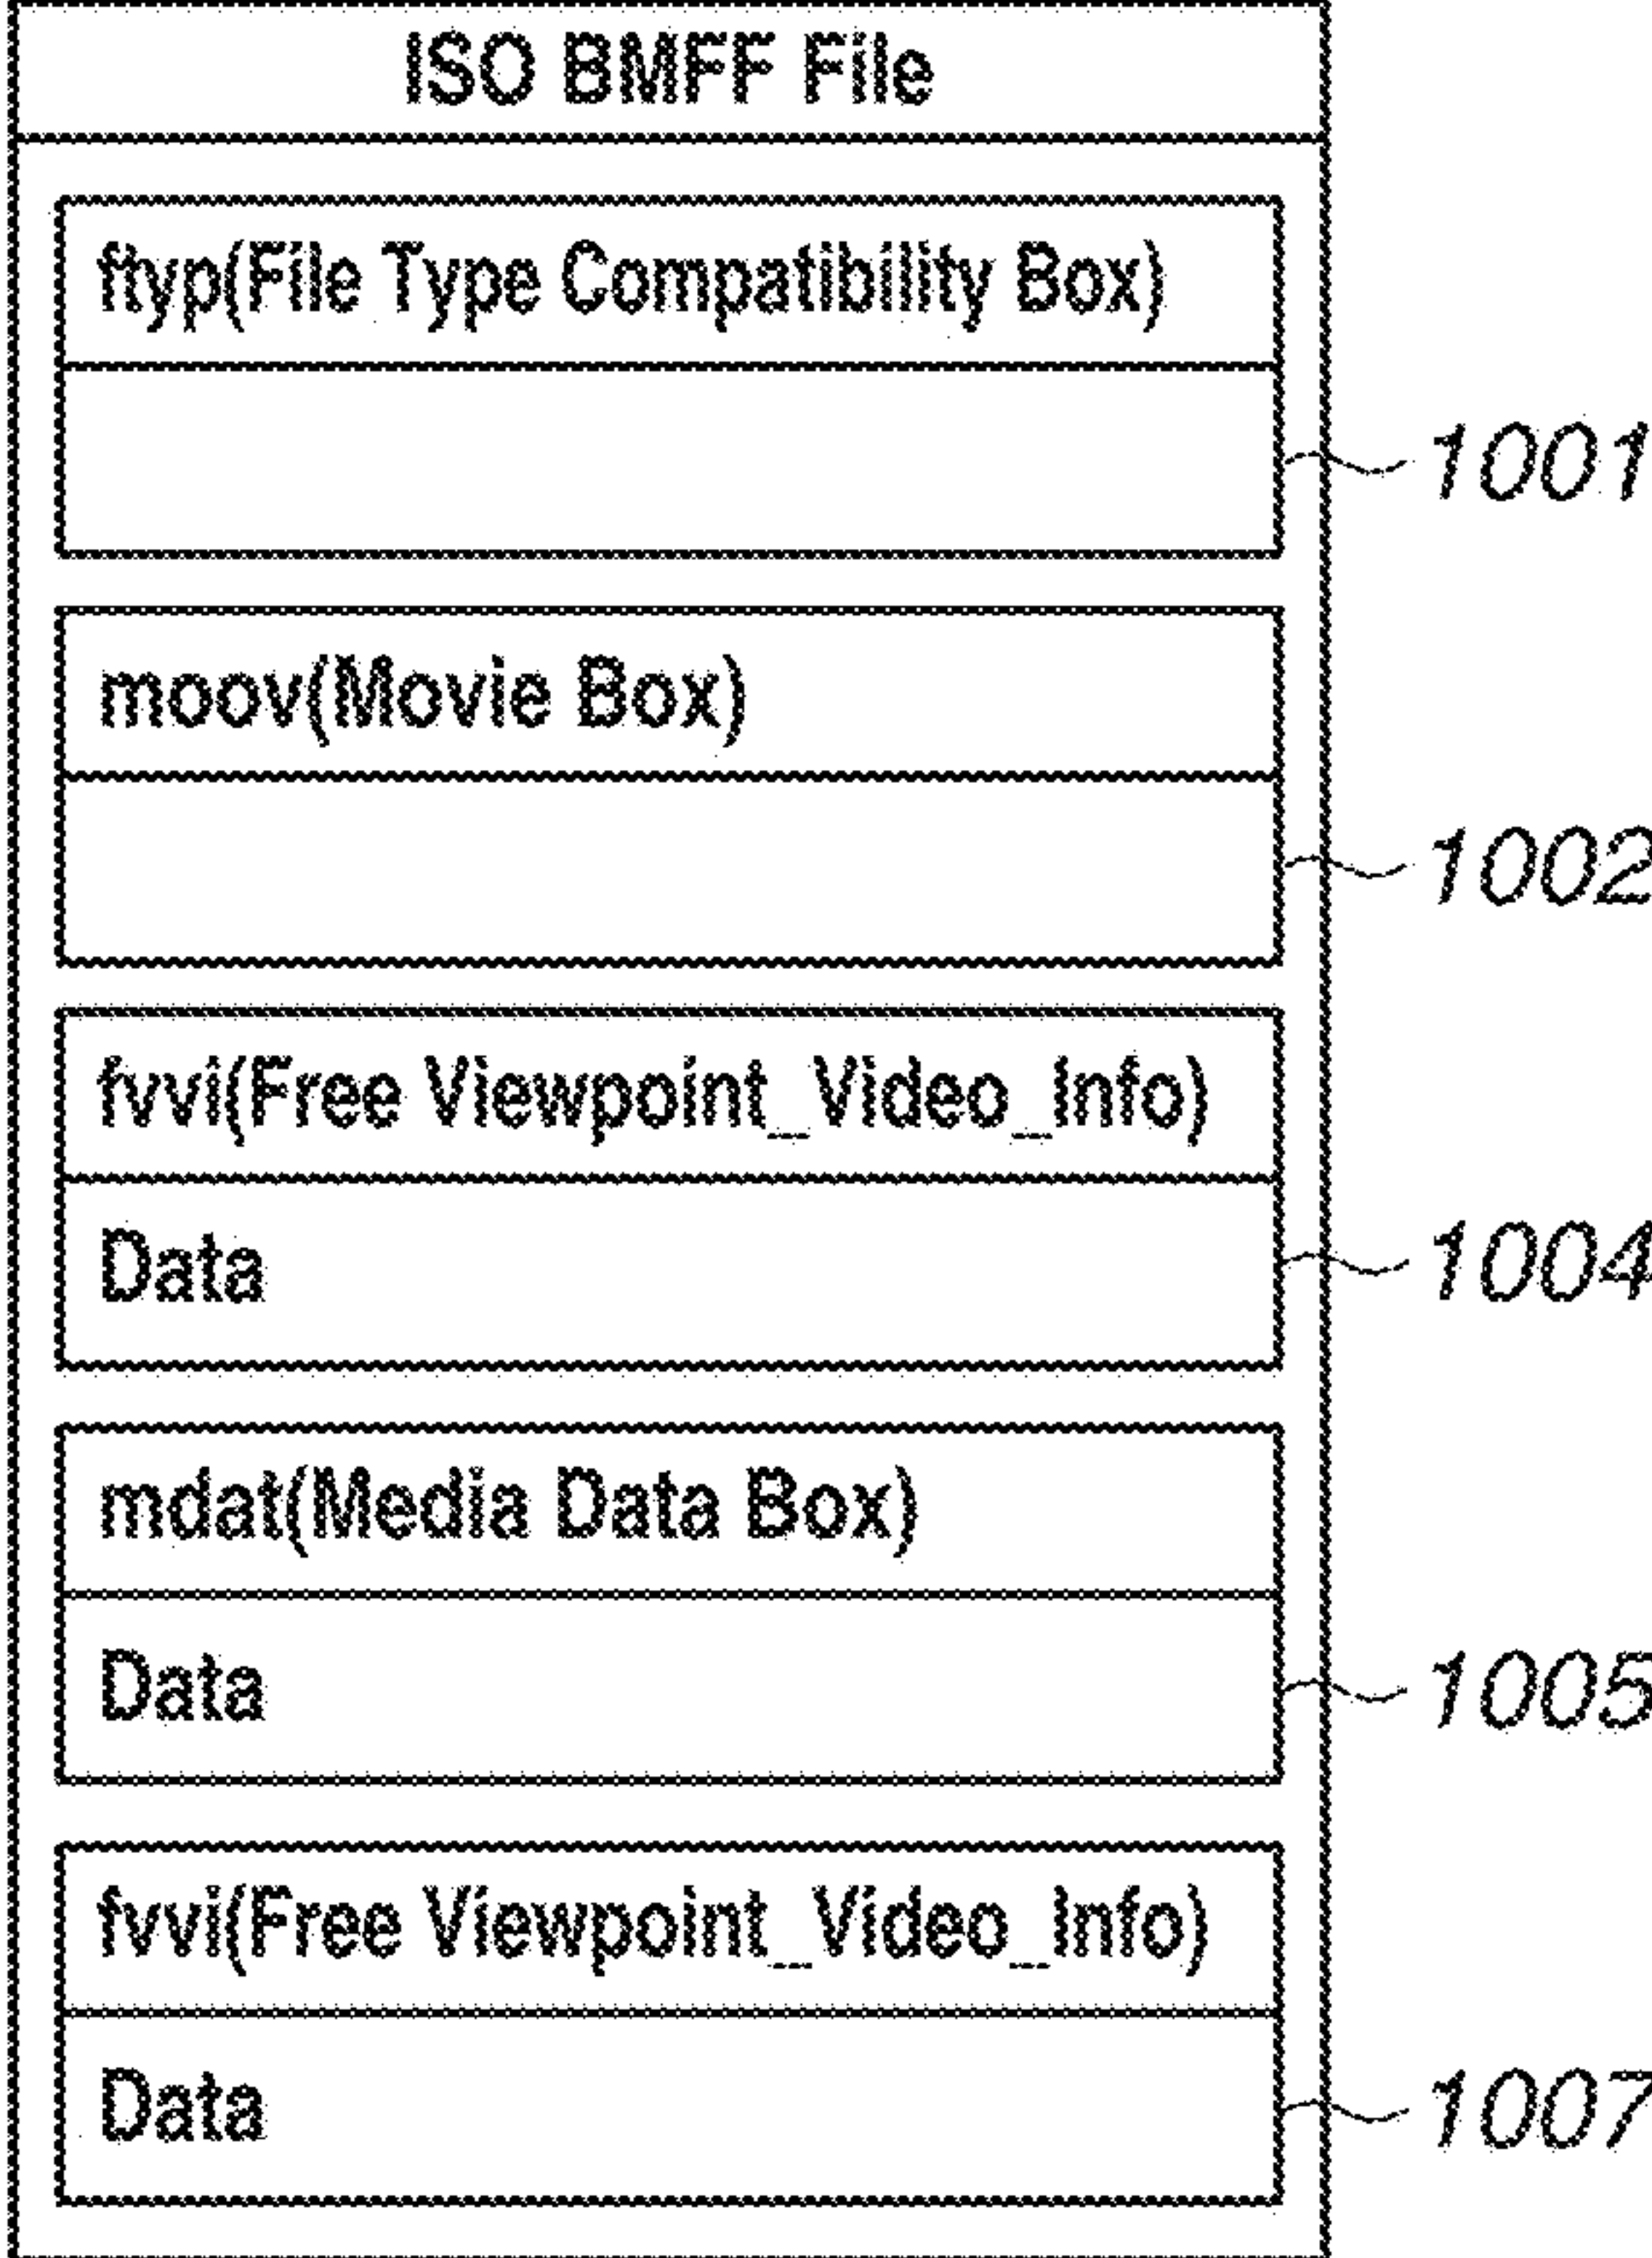 ISO BMFF File
ftyp(File Type Compatibility Box)
1001
moov(Movie Box)
1002
fvvi(Free Viewpoint_Video_Info)
Data
1004
mdat(Media Data Box)
Data
1005
fvvi(Free Viewpoint_Video_Info)
Data
1007